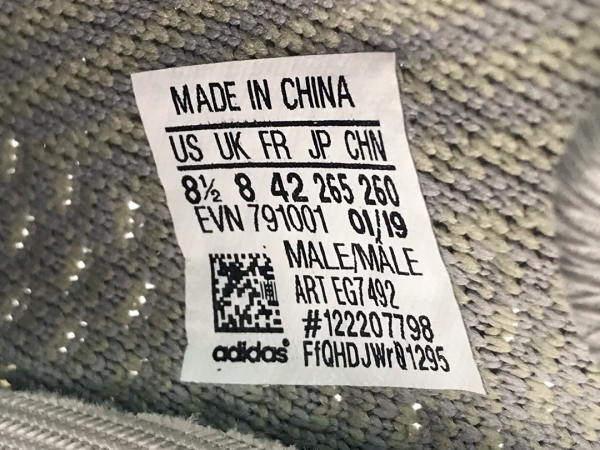 MADE IN CHINA
US UK FR JP CHN
8½ 8 42 265 260
EVN 791001 01/19
MALE/MÂLE
ART EG7492
#122207798
adidas® FfQHDJWr01295